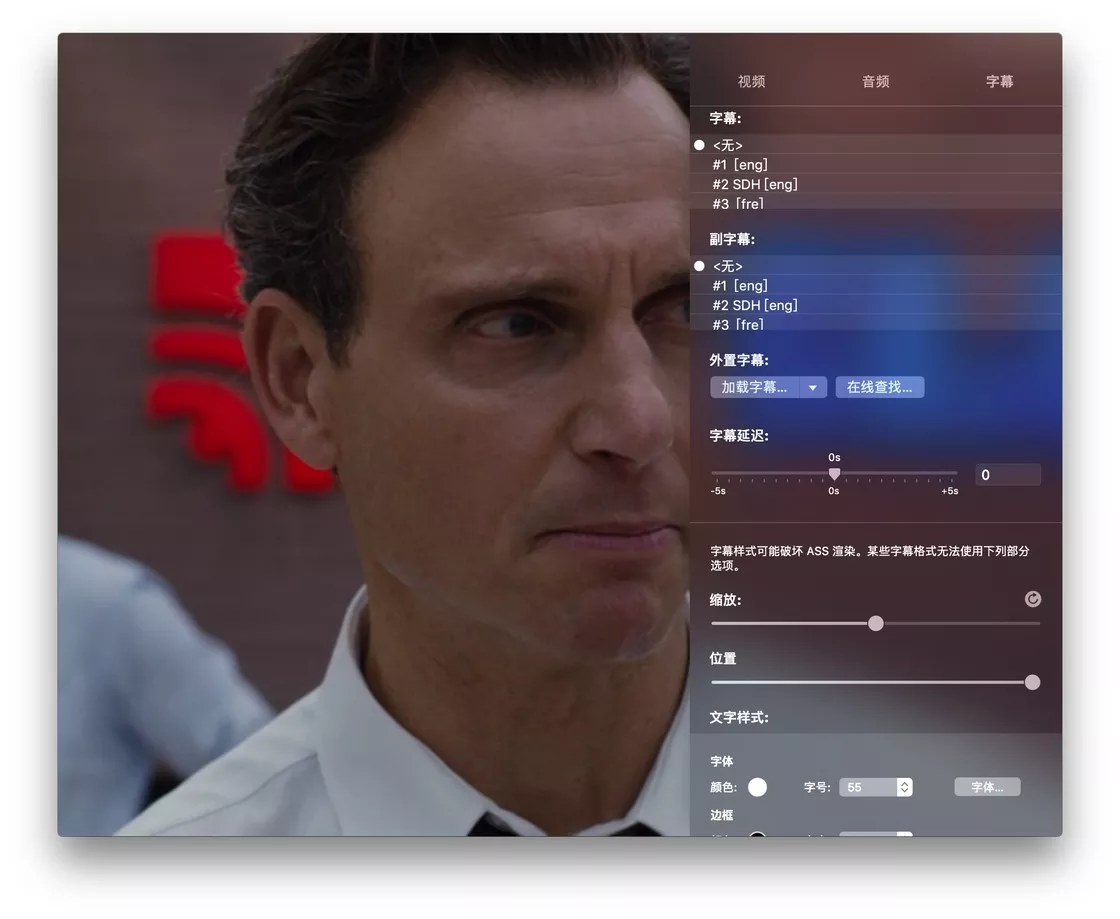 视频 音频 字幕
字幕:
<无>
#1 [eng]
#2 SDH [eng]
#3 [fre]
副字幕:
<无>
#1 [eng]
#2 SDH [eng]
#3 [fre]
外置字幕:
加载字幕... 在线查找...
字幕延迟:
0s
0
-5s 0s +5s
字幕样式可能破坏 ASS 渲染。某些字幕格式无法使用下列部分
选项。
缩放:
位置
文字样式:
字体
颜色: 字号: 55 字体...
边框